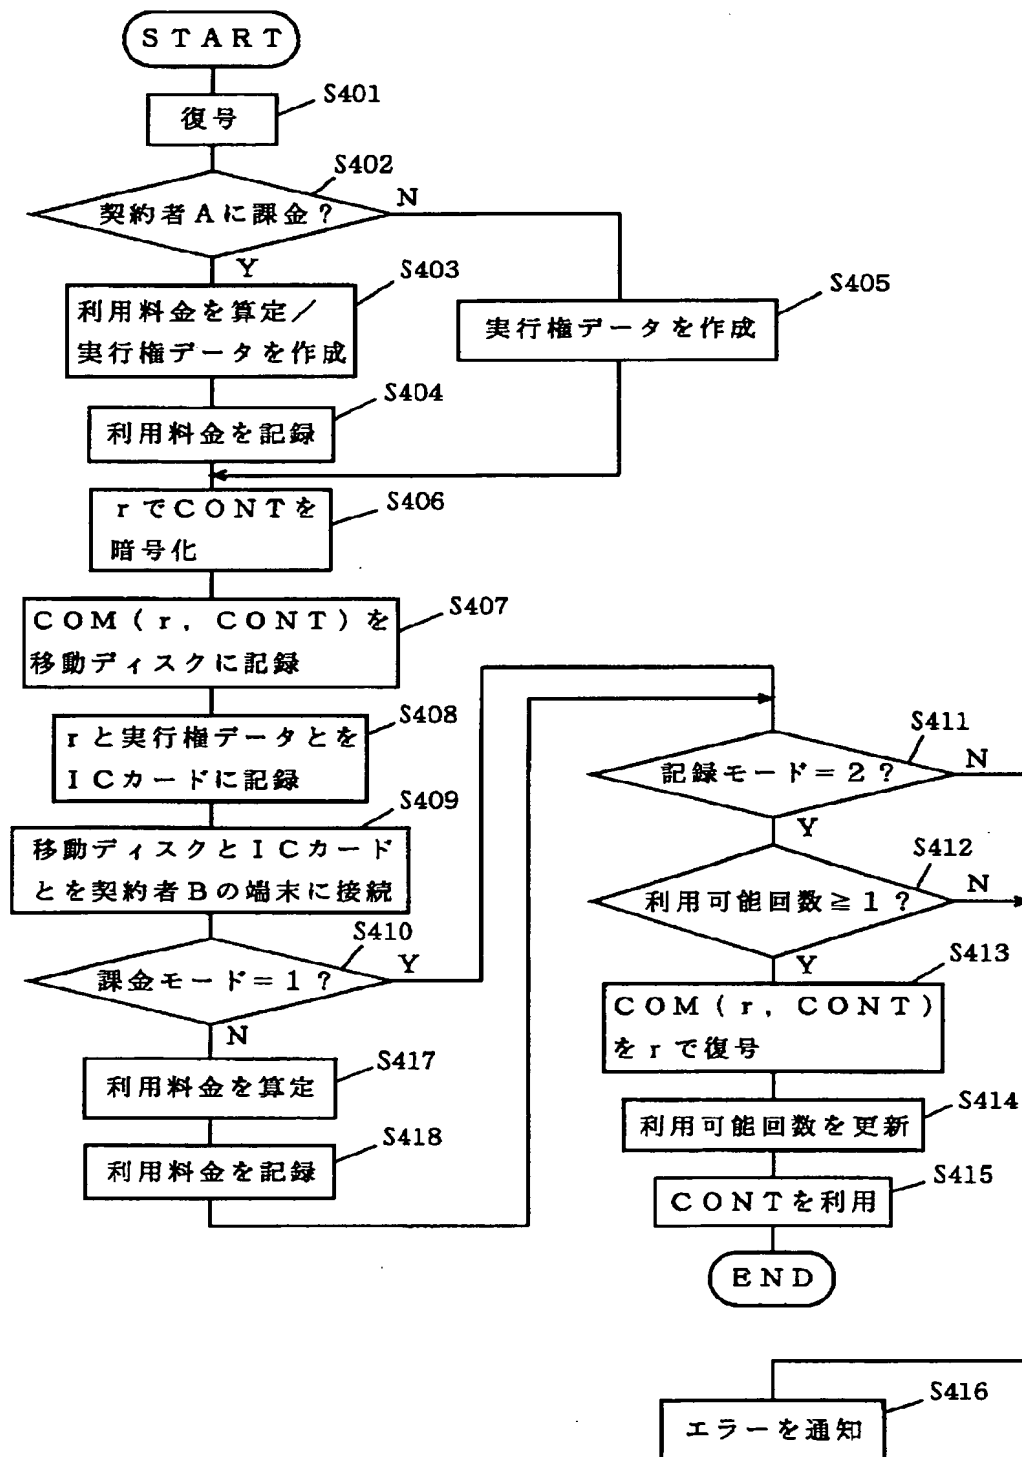 START
S401
復号
S402
契約者Aに課金?
N
Y
S403
利用料金を算定/
実行権データを作成
S405
実行権データを作成
S404
利用料金を記録
S406
rでCONTを
暗号化
S407
COM(r,CONT)を
移動ディスクに記録
S408
rと実行権データとを
ICカードに記録
S409
移動ディスクとICカード
とを契約者Bの端末に接続
S410
課金モード=1?
Y
N
S417
利用料金を算定
S418
利用料金を記録
S411
記録モード=2?
N
Y
S412
利用可能回数≧1?
N
Y
S413
COM(r,CONT)
をrで復号
S414
利用可能回数を更新
S415
CONTを利用
END
S416
エラーを通知